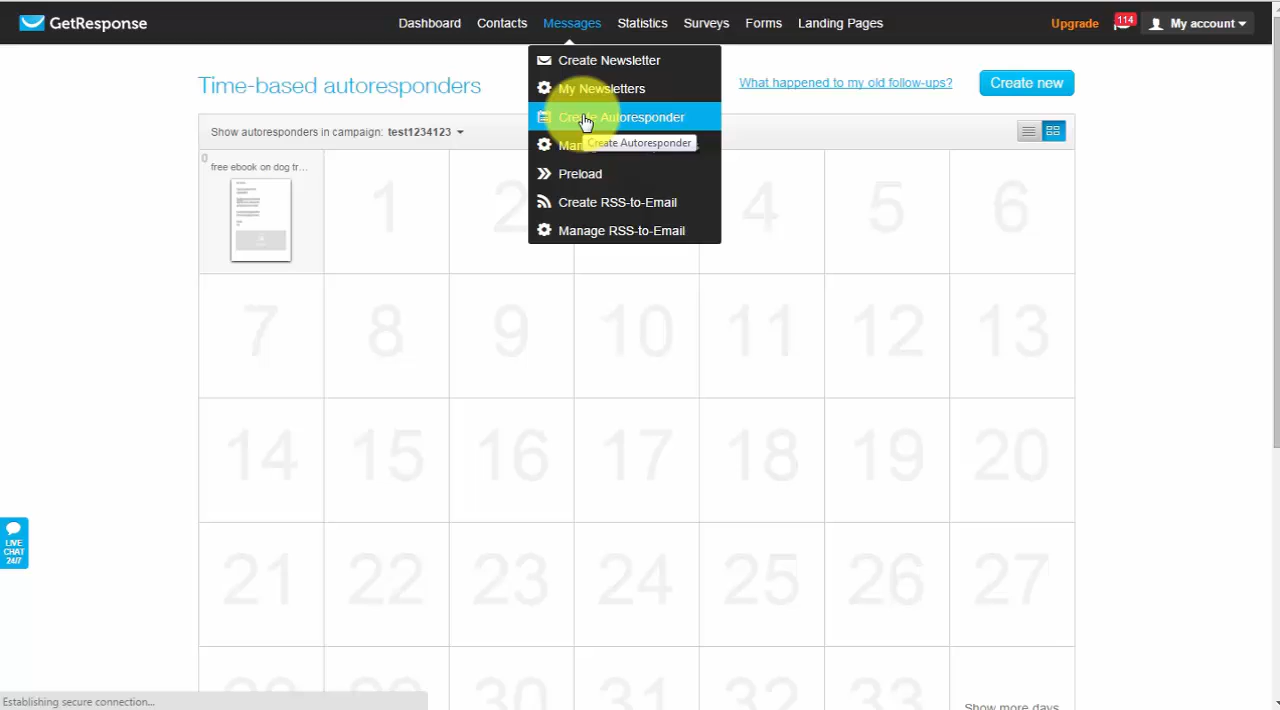 GetResponse
Dashboard Contacts Messages Statistics Surveys Forms Landing Pages
Upgrade 114 My account
Create Newsletter
My Newsletters
Create Autoresponder
Create Autoresponder
Preload
Create RSS-to-Email
Manage RSS-to-Email
Time-based autoresponders
What happened to my old follow-ups? Create new
Show autoresponders in campaign: test1234123
0
free ebook on dog tr...
1 2 4 5 6
7 8 9 10 11 12 13
14 15 16 17 18 19 20
21 22 23 24 25 26 27
30 31 32 33
Show more days
LIVE
CHAT
24/7
Establishing secure connection...